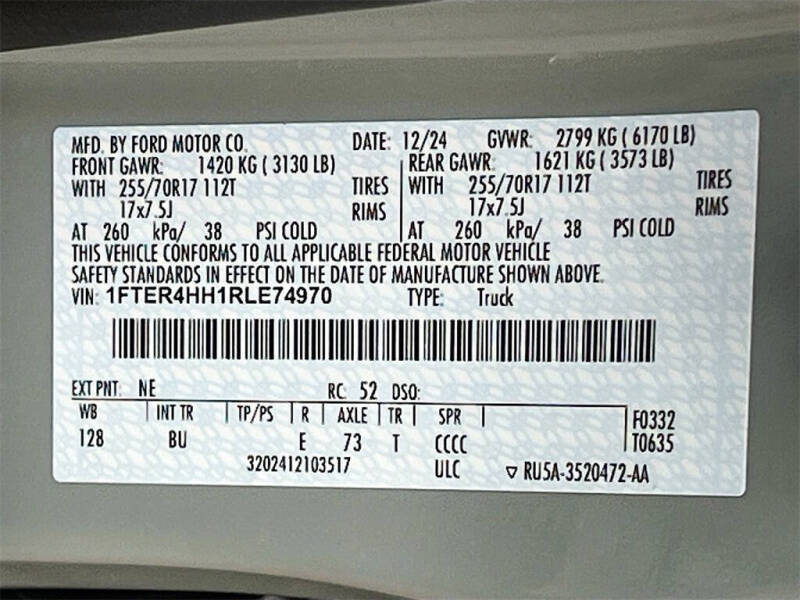 MFD. BY FORD MOTOR CO. DATE: 12/24 GVWR: 2799 KG ( 6170 LB)
FRONT GAWR: 1420 KG ( 3130 LB) REAR GAWR: 1621 KG ( 3573 LB)
WITH 255/70R17 112T TIRES WITH 255/70R17 112T TIRES
17x7.5J RIMS 17x7.5J RIMS
AT 260 kPa/ 38 PSI COLD AT 260 kPa/ 38 PSI COLD
THIS VEHICLE CONFORMS TO ALL APPLICABLE FEDERAL MOTOR VEHICLE
SAFETY STANDARDS IN EFFECT ON THE DATE OF MANUFACTURE SHOWN ABOVE.
VIN: 1FTER4HH1RLE74970 TYPE: Truck
EXT PNT: NE RC: 52 DSO:
WB INT TR TP/PS R AXLE TR SPR F0332
128 BU E 73 T CCCC T0635
3202412103517 ULC ▽ RU5A-3520472-AA